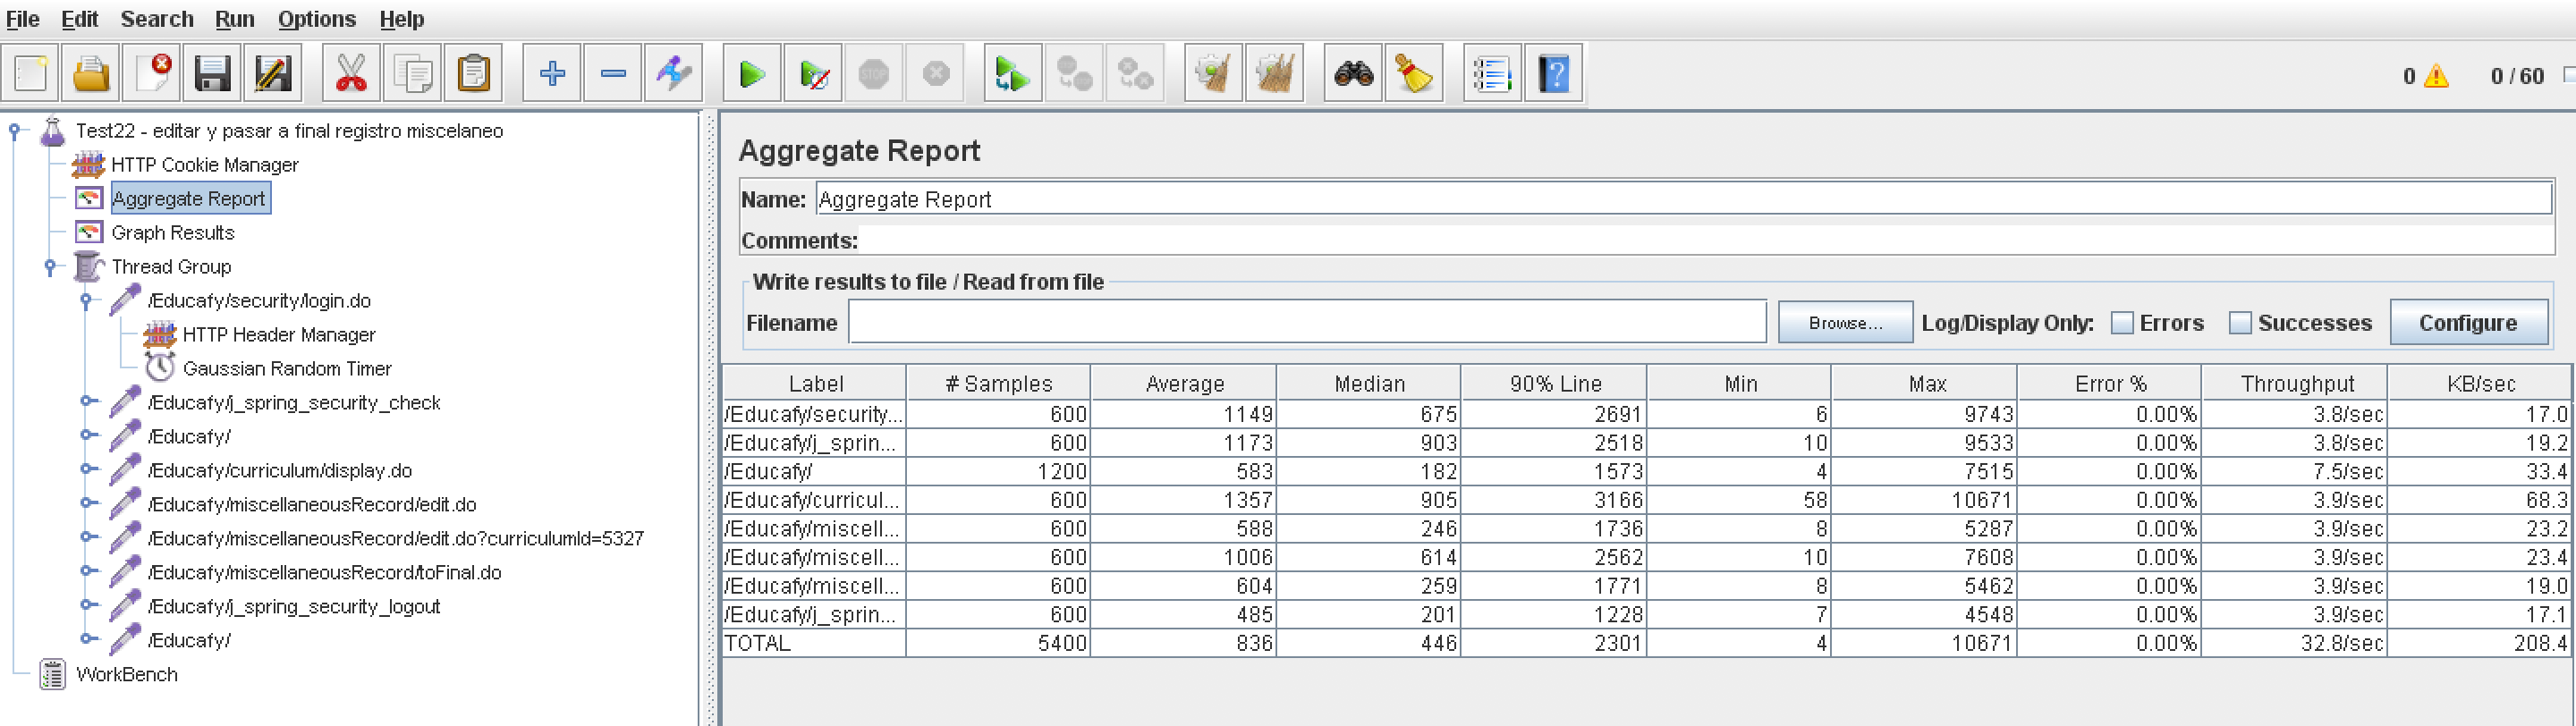 File Edit Search Run Options Help
STOP
0 0 / 60
Test22 - editar y pasar a final registro miscelaneo
HTTP Cookie Manager
Aggregate Report
Graph Results
Thread Group
/Educafy/security/login.do
HTTP Header Manager
Gaussian Random Timer
/Educafy/j_spring_security_check
/Educafy/
/Educafy/curriculum/display.do
/Educafy/miscellaneousRecord/edit.do
/Educafy/miscellaneousRecord/edit.do?curriculumId=5327
/Educafy/miscellaneousRecord/toFinal.do
/Educafy/j_spring_security_logout
/Educafy/
WorkBench
Aggregate Report
Name: Aggregate Report
Comments:
Write results to file / Read from file
Filename Browse... Log/Display Only: Errors Successes Configure
Label # Samples Average Median 90% Line Min Max Error % Throughput KB/sec
/Educafy/security... 600 1149 675 2691 6 9743 0.00% 3.8/sec 17.0
/Educafy/j_sprin... 600 1173 903 2518 10 9533 0.00% 3.8/sec 19.2
/Educafy/ 1200 583 182 1573 4 7515 0.00% 7.5/sec 33.4
/Educafy/curricul... 600 1357 905 3166 58 10671 0.00% 3.9/sec 68.3
/Educafy/miscell... 600 588 246 1736 8 5287 0.00% 3.9/sec 23.2
/Educafy/miscell... 600 1006 614 2562 10 7608 0.00% 3.9/sec 23.4
/Educafy/miscell... 600 604 259 1771 8 5462 0.00% 3.9/sec 19.0
/Educafy/j_sprin... 600 485 201 1228 7 4548 0.00% 3.9/sec 17.1
TOTAL 5400 836 446 2301 4 10671 0.00% 32.8/sec 208.4